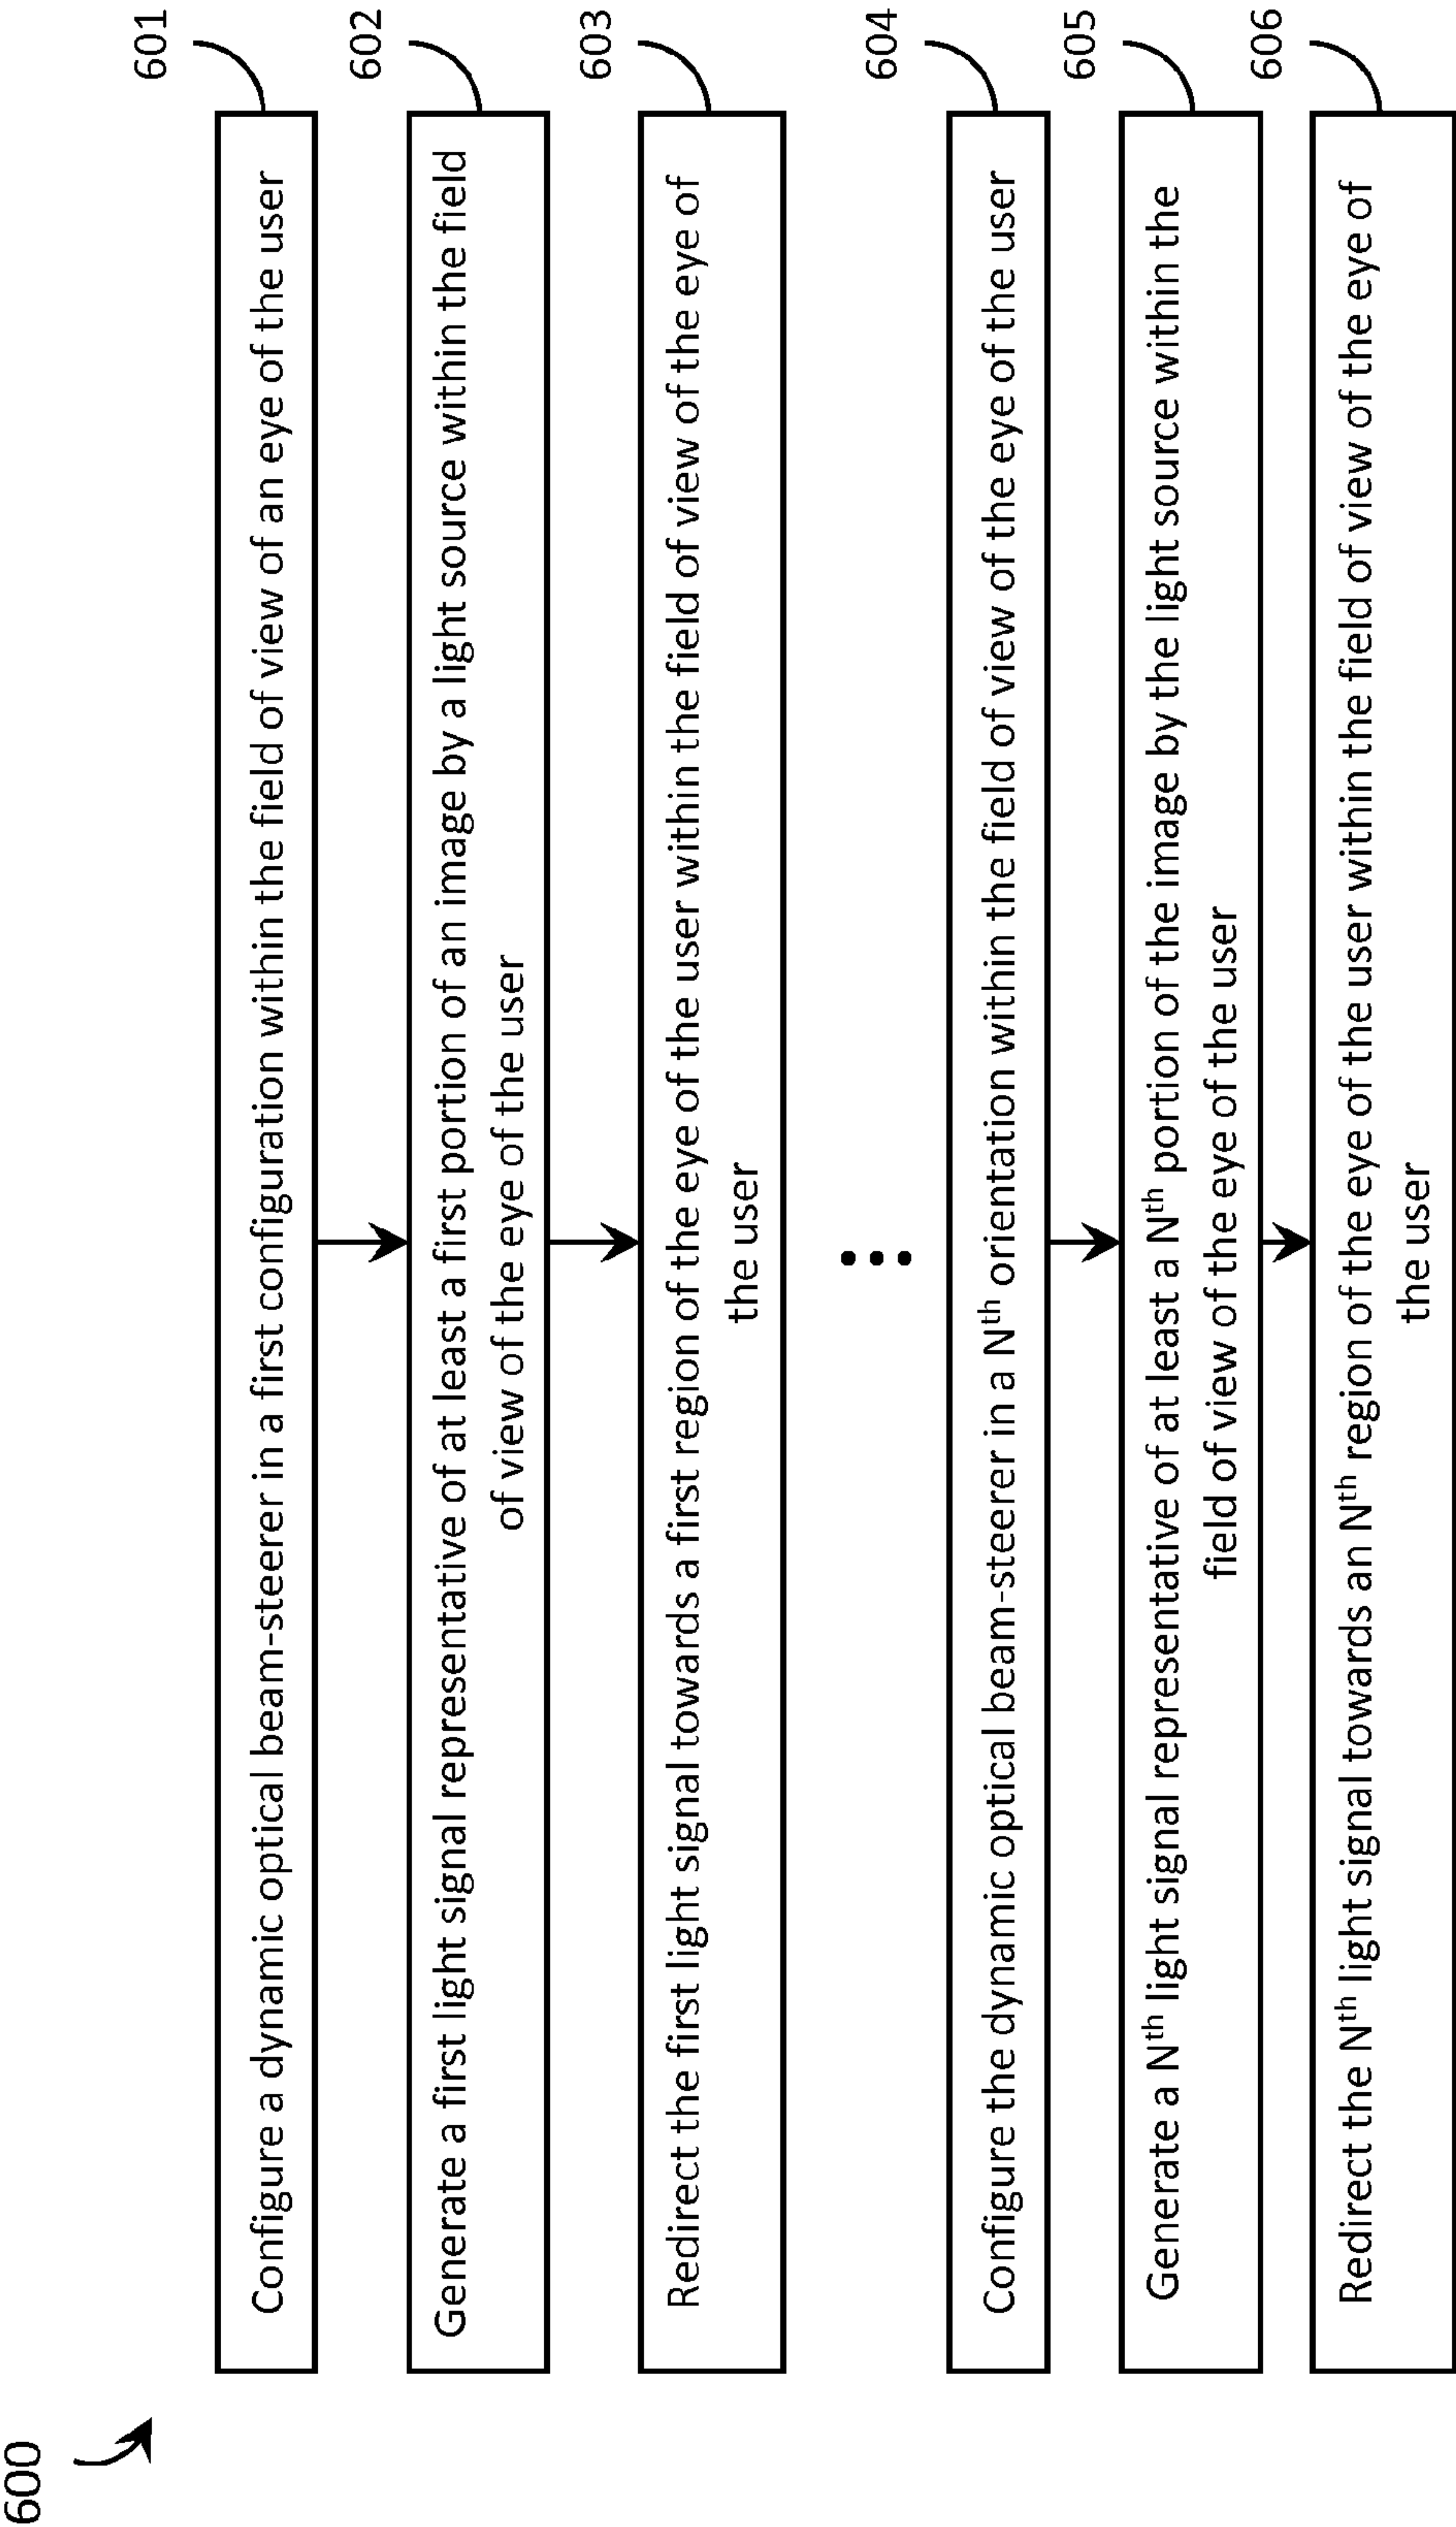 600
601
Configure a dynamic optical beam-steerer in a first configuration within the field of view of an eye of the user
602
Generate a first light signal representative of at least a first portion of an image by a light source within the field
of view of the eye of the user
603
Redirect the first light signal towards a first region of the eye of the user within the field of view of the eye of
the user
604
Configure the dynamic optical beam-steerer in a Nth orientation within the field of view of the eye of the user
605
Generate a Nth light signal representative of at least a Nth portion of the image by the light source within the
field of view of the eye of the user
606
Redirect the Nth light signal towards an Nth region of the eye of the user within the field of view of the eye of
the user